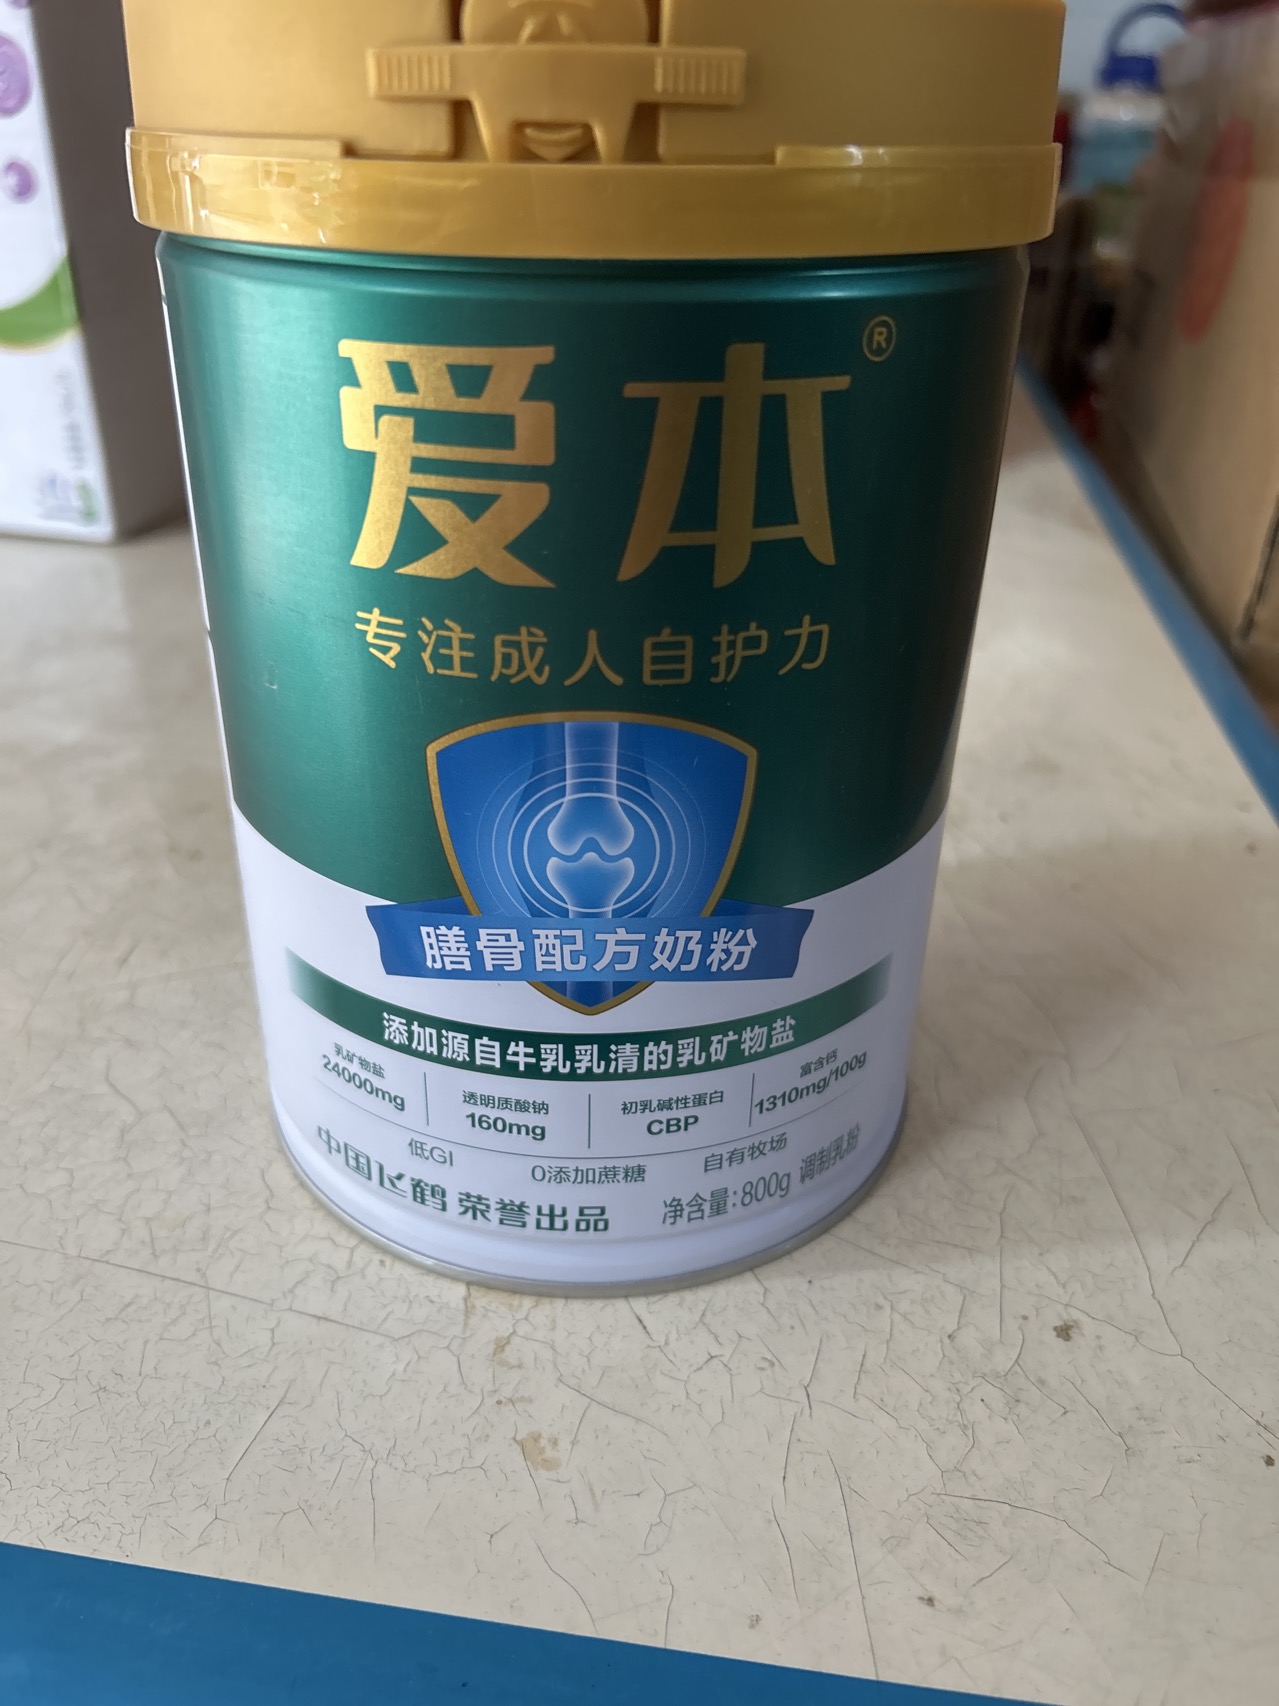 爱本®
专注成人自护力
膳骨配方奶粉
添加源自牛乳乳清的乳矿物盐
乳矿物盐
24000mg
透明质酸钠
160mg
初乳碱性蛋白
CBP
富含钙
1310mg/100g
低GI
0添加蔗糖
自有牧场
中国飞鹤 荣誉出品
净含量:800g 调制乳粉